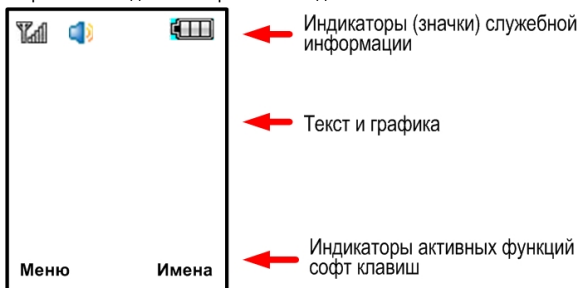 Индикаторы (значки) служебной
информации
Текст и графика
Индикаторы активных функций
софт клавиш
Меню Имена